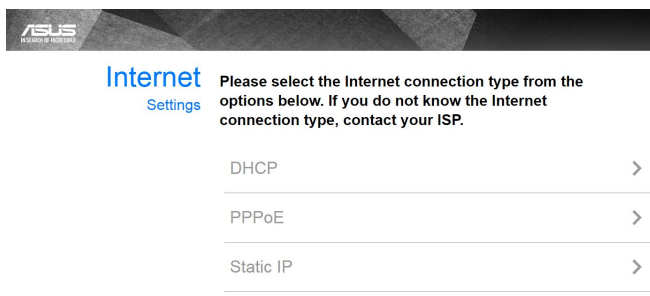 ASUS
IN SEARCH OF INCREDIBLE
Internet
Settings
Please select the Internet connection type from the
options below. If you do not know the Internet
connection type, contact your ISP.
DHCP
PPPoE
Static IP